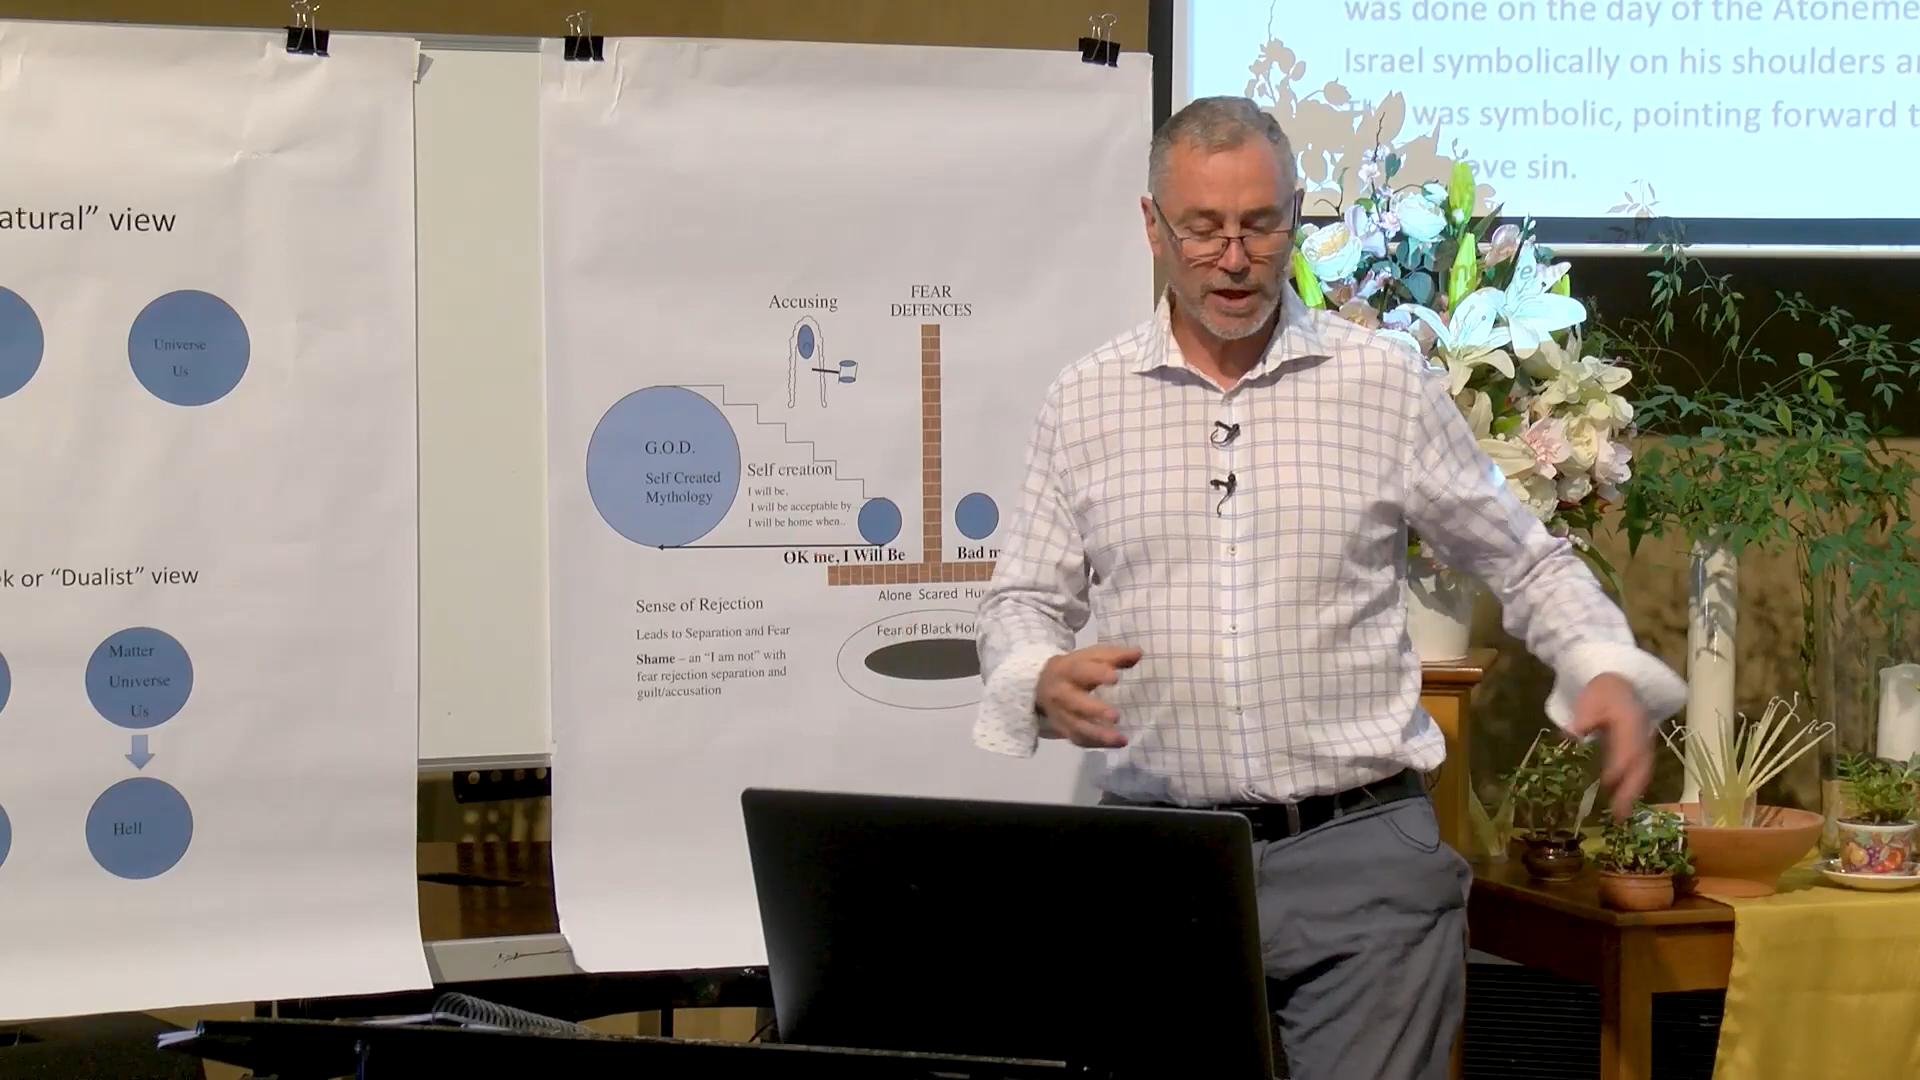 atural” view
Universe
Us
k or “Dualist” view
Matter
Universe
Us
Hell
Accusing
FEAR
DEFENCES
G.O.D.
Self Created
Mythology
Self creation
I will be,
I will be acceptable by
I will be home when..
OK me, I Will Be
Bad m
Alone Scared Hu
Fear of Black Hol
Sense of Rejection
Leads to Separation and Fear
Shame – an “I am not” with
fear rejection separation and
guilt/accusation
was done on the day of the Atoneme
Israel symbolically on his shoulders a
was symbolic, pointing forward t
ove sin.